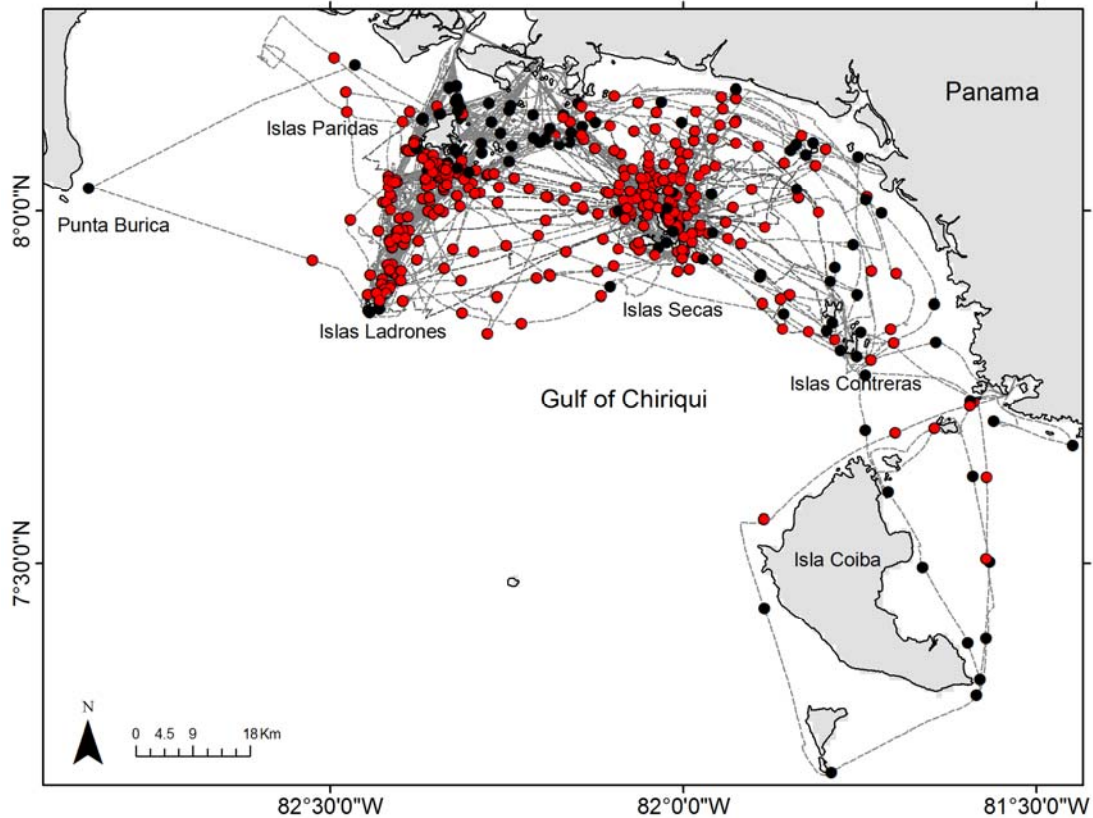 Panama
Islas Paridas
8°0'0"N
Punta Burica
Islas Secas
Islas Ladrones
Islas Contreras
Gulf of Chiriqui
Isla Coiba
7°30'0"N
N
0 4.5 9 18 Km
82°30'0"W 82°0'0"W 81°30'0"W